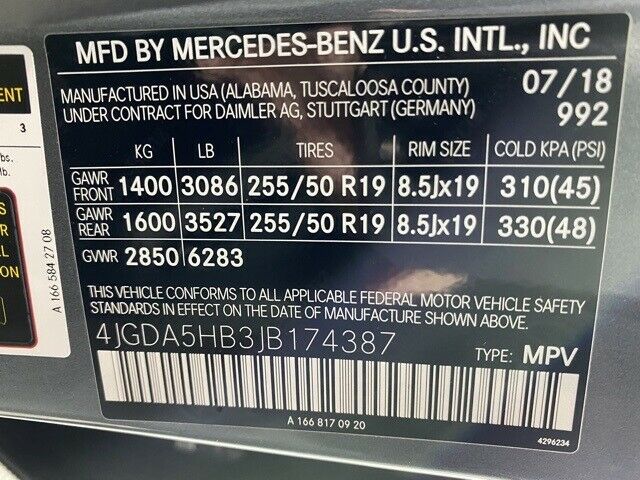 MFD BY MERCEDES-BENZ U.S. INTL., INC
MANUFACTURED IN USA (ALABAMA, TUSCALOOSA COUNTY) 07/18
UNDER CONTRACT FOR DAIMLER AG, STUTTGART (GERMANY) 992
KG LB TIRES RIM SIZE COLD KPA (PSI)
GAWR FRONT 1400 3086 255/50 R19 8.5Jx19 310(45)
GAWR REAR 1600 3527 255/50 R19 8.5Jx19 330(48)
GVWR 2850 6283
THIS VEHICLE CONFORMS TO ALL APPLICABLE FEDERAL MOTOR VEHICLE SAFETY
STANDARDS IN EFFECT ON THE DATE OF MANUFACTURE SHOWN ABOVE.
4JGDA5HB3JB174387 TYPE: MPV
A 166 817 09 20
4296234
3
A 166 584 27 08